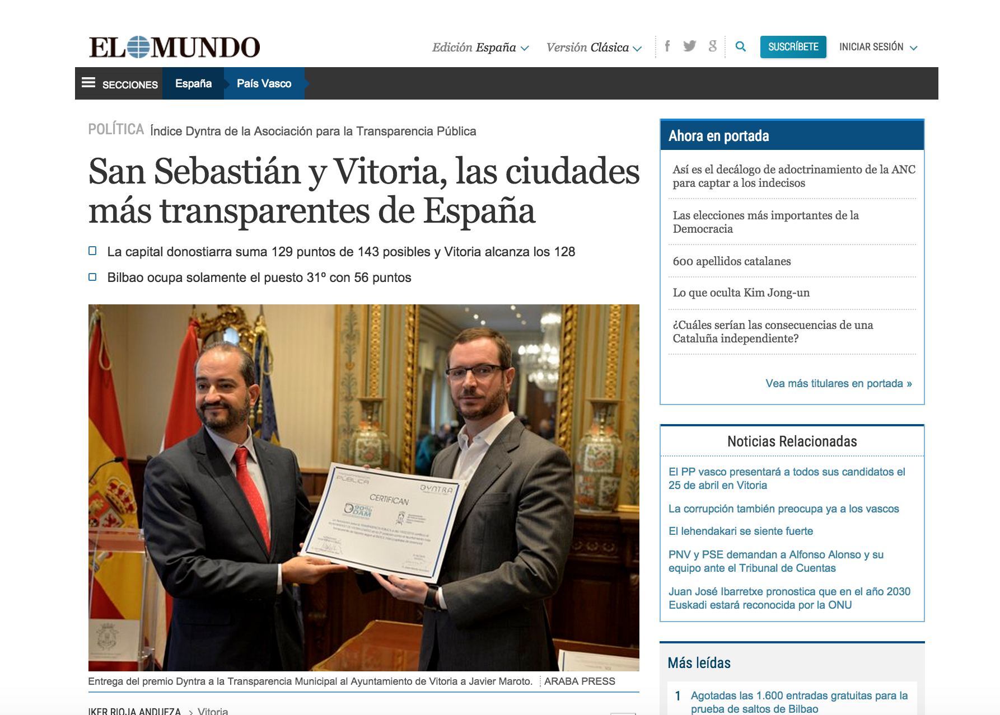 EL MUNDO
Edición España
Versión Clásica
SUSCRÍBETE
INICIAR SESIÓN
SECCIONES
España
País Vasco
POLÍTICA Índice Dyntra de la Asociación para la Transparencia Pública
San Sebastián y Vitoria, las ciudades
más transparentes de España
La capital donostiarra suma 129 puntos de 143 posibles y Vitoria alcanza los 128
Bilbao ocupa solamente el puesto 31º con 56 puntos
PÚBLICA
DYNTRA
CERTIFICAN
90%
DAM
Entrega del premio Dyntra a la Transparencia Municipal al Ayuntamiento de Vitoria a Javier Maroto. ARABA PRESS
IKER RIOJA ANDUEZA > Vitoria
Ahora en portada
Así es el decálogo de adoctrinamiento de la ANC
para captar a los indecisos
Las elecciones más importantes de la
Democracia
600 apellidos catalanes
Lo que oculta Kim Jong-un
¿Cuáles serían las consecuencias de una
Cataluña independiente?
Vea más titulares en portada »
Noticias Relacionadas
El PP vasco presentará a todos sus candidatos el
25 de abril en Vitoria
La corrupción también preocupa ya a los vascos
El lehendakari se siente fuerte
PNV y PSE demandan a Alfonso Alonso y su
equipo ante el Tribunal de Cuentas
Juan José Ibarretxe pronostica que en el año 2030
Euskadi estará reconocida por la ONU
Más leídas
1 Agotadas las 1.600 entradas gratuitas para la
prueba de saltos de Bilbao